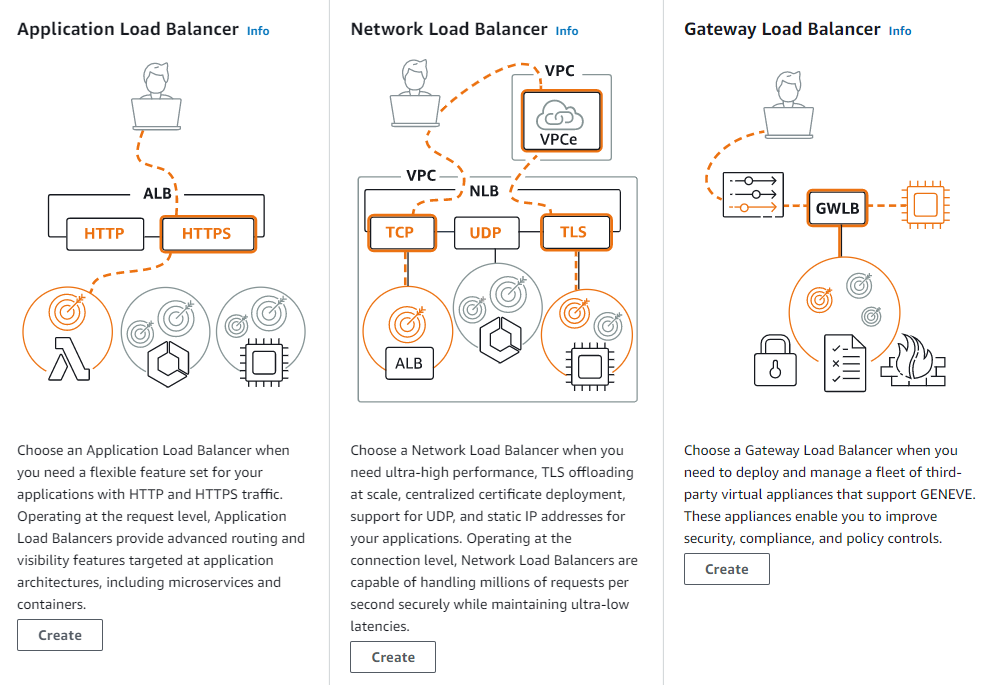 Application Load Balancer Info
ALB
HTTP
HTTPS
Choose an Application Load Balancer when
you need a flexible feature set for your
applications with HTTP and HTTPS traffic.
Operating at the request level, Application
Load Balancers provide advanced routing and
visibility features targeted at application
architectures, including microservices and
containers.
Create
Network Load Balancer Info
VPC
VPCe
VPC
NLB
TCP
UDP
TLS
ALB
Choose a Network Load Balancer when you
need ultra-high performance, TLS offloading
at scale, centralized certificate deployment,
support for UDP, and static IP addresses for
your applications. Operating at the
connection level, Network Load Balancers are
capable of handling millions of requests per
second securely while maintaining ultra-low
latencies.
Create
Gateway Load Balancer Info
GWLB
Choose a Gateway Load Balancer when you
need to deploy and manage a fleet of third-
party virtual appliances that support GENEVE.
These appliances enable you to improve
security, compliance, and policy controls.
Create